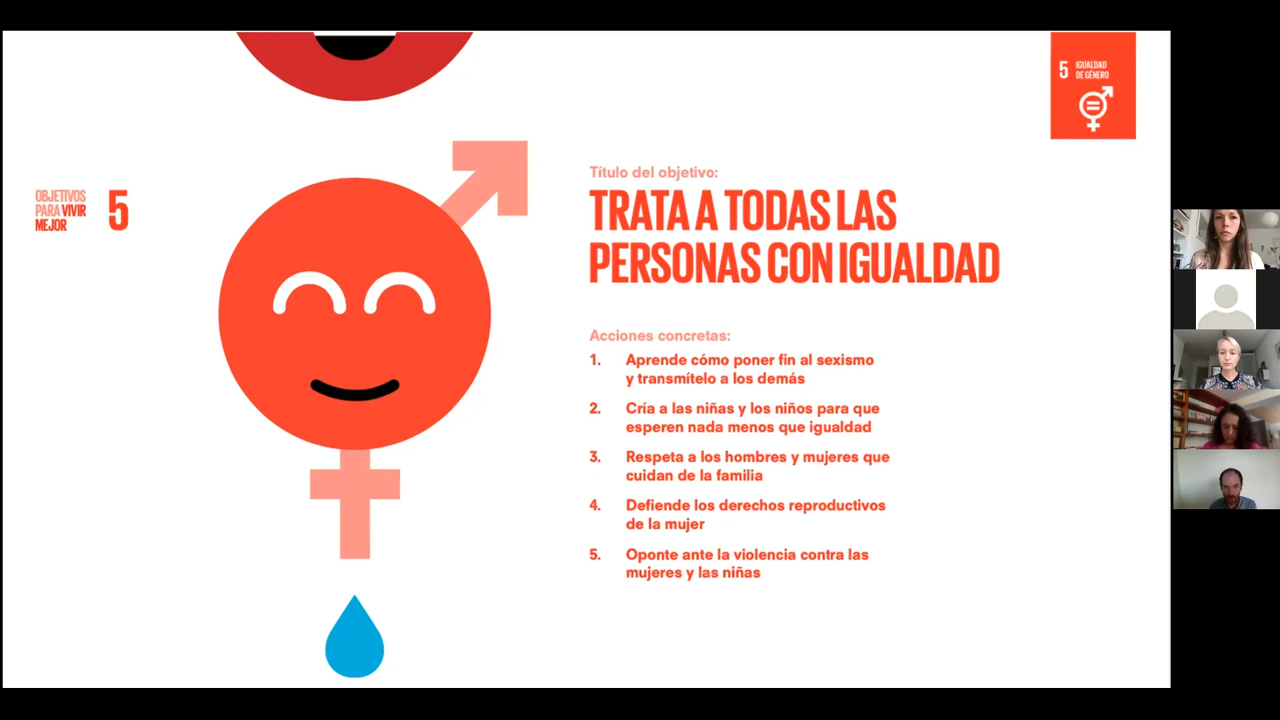 5 IGUALDAD
DE GÉNERO
OBJETIVOS
PARA VIVIR
MEJOR
5
Título del objetivo:
TRATA A TODAS LAS
PERSONAS CON IGUALDAD
Acciones concretas:
1. Aprende cómo poner fin al sexismo
y transmítelo a los demás
2. Cría a las niñas y los niños para que
esperen nada menos que igualdad
3. Respeta a los hombres y mujeres que
cuidan de la familia
4. Defiende los derechos reproductivos
de la mujer
5. Oponte ante la violencia contra las
mujeres y las niñas